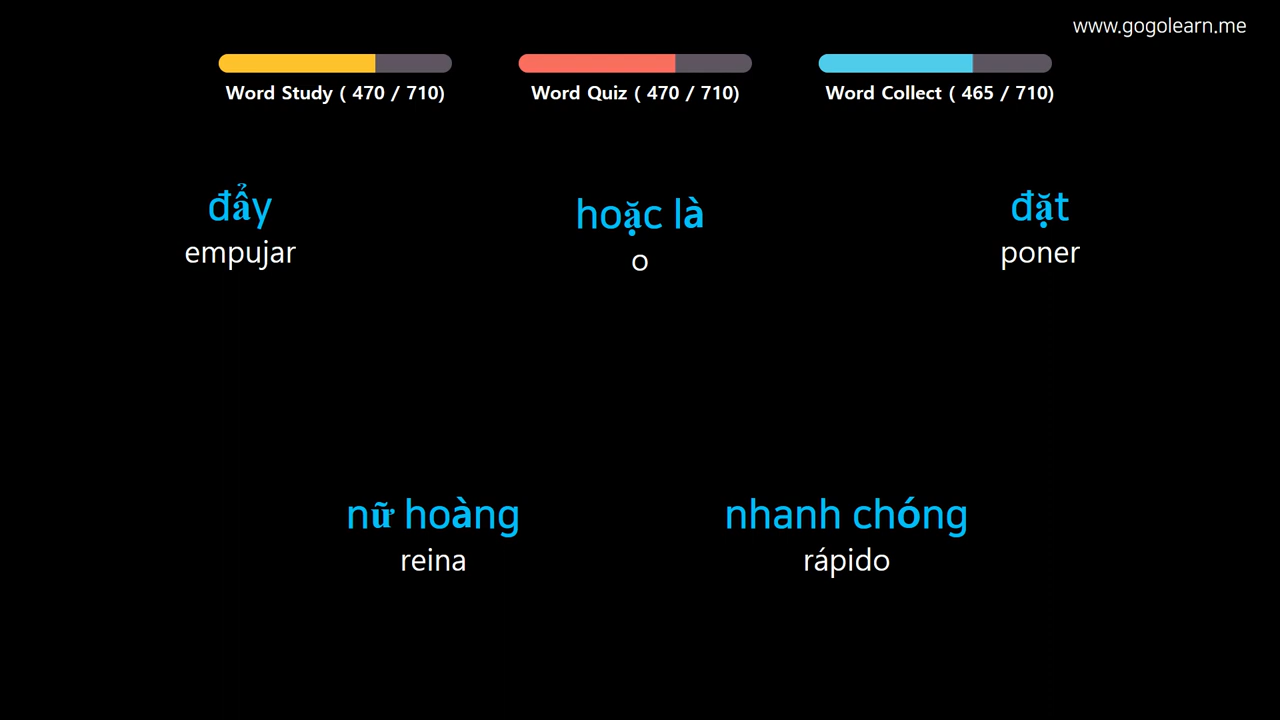 www.gogolearn.me
Word Study ( 470 / 710)
Word Quiz ( 470 / 710)
Word Collect ( 465 / 710)
đẩy
empujar
hoặc là
o
đặt
poner
nữ hoàng
reina
nhanh chóng
rápido